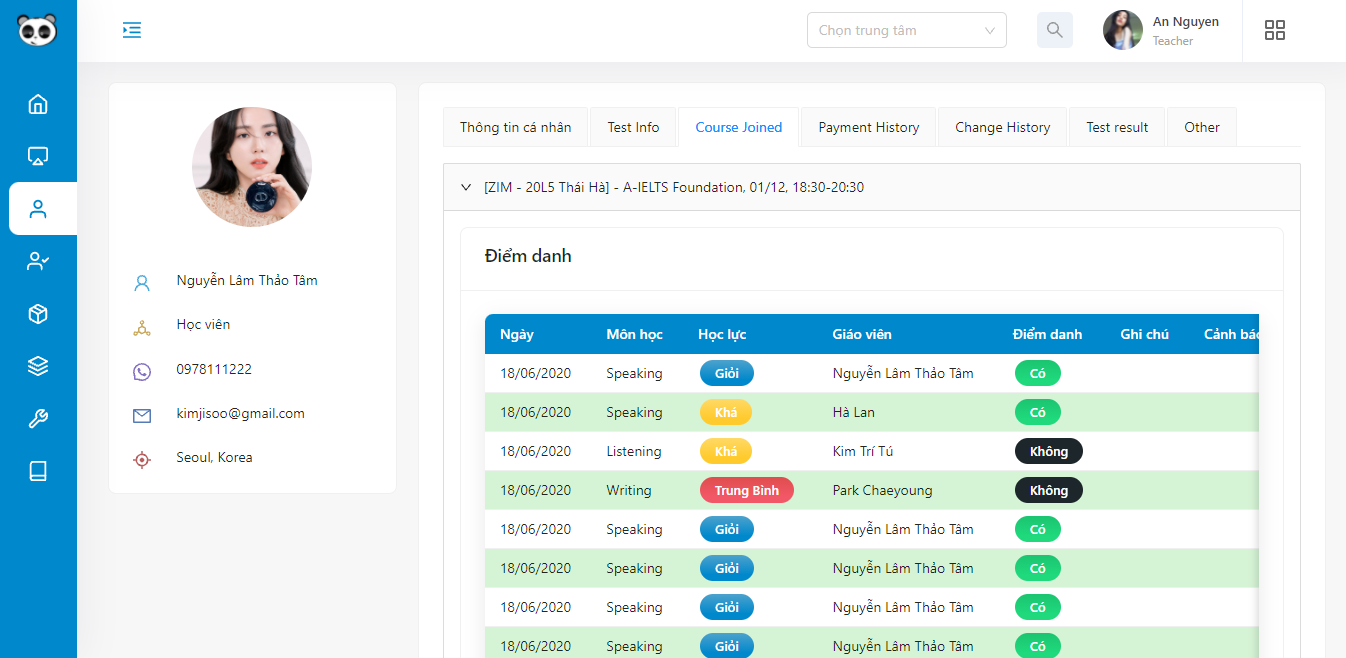 Chọn trung tâm
An Nguyen
Teacher
Nguyễn Lâm Thảo Tâm
Học viên
0978111222
kimjisoo@gmail.com
Seoul, Korea
Thông tin cá nhân Test Info Course Joined Payment History Change History Test result Other
[ZIM - 20L5 Thái Hà] - A-IELTS Foundation, 01/12, 18:30-20:30
Điểm danh
Ngày Môn học Học lực Giáo viên Điểm danh Ghi chú Cảnh báo
18/06/2020 Speaking Giỏi Nguyễn Lâm Thảo Tâm Có
18/06/2020 Speaking Khá Hà Lan Có
18/06/2020 Listening Khá Kim Trí Tú Không
18/06/2020 Writing Trung Bình Park Chaeyoung Không
18/06/2020 Speaking Giỏi Nguyễn Lâm Thảo Tâm Có
18/06/2020 Speaking Giỏi Nguyễn Lâm Thảo Tâm Có
18/06/2020 Speaking Giỏi Nguyễn Lâm Thảo Tâm Có
18/06/2020 Speaking Giỏi Nguyễn Lâm Thảo Tâm Có